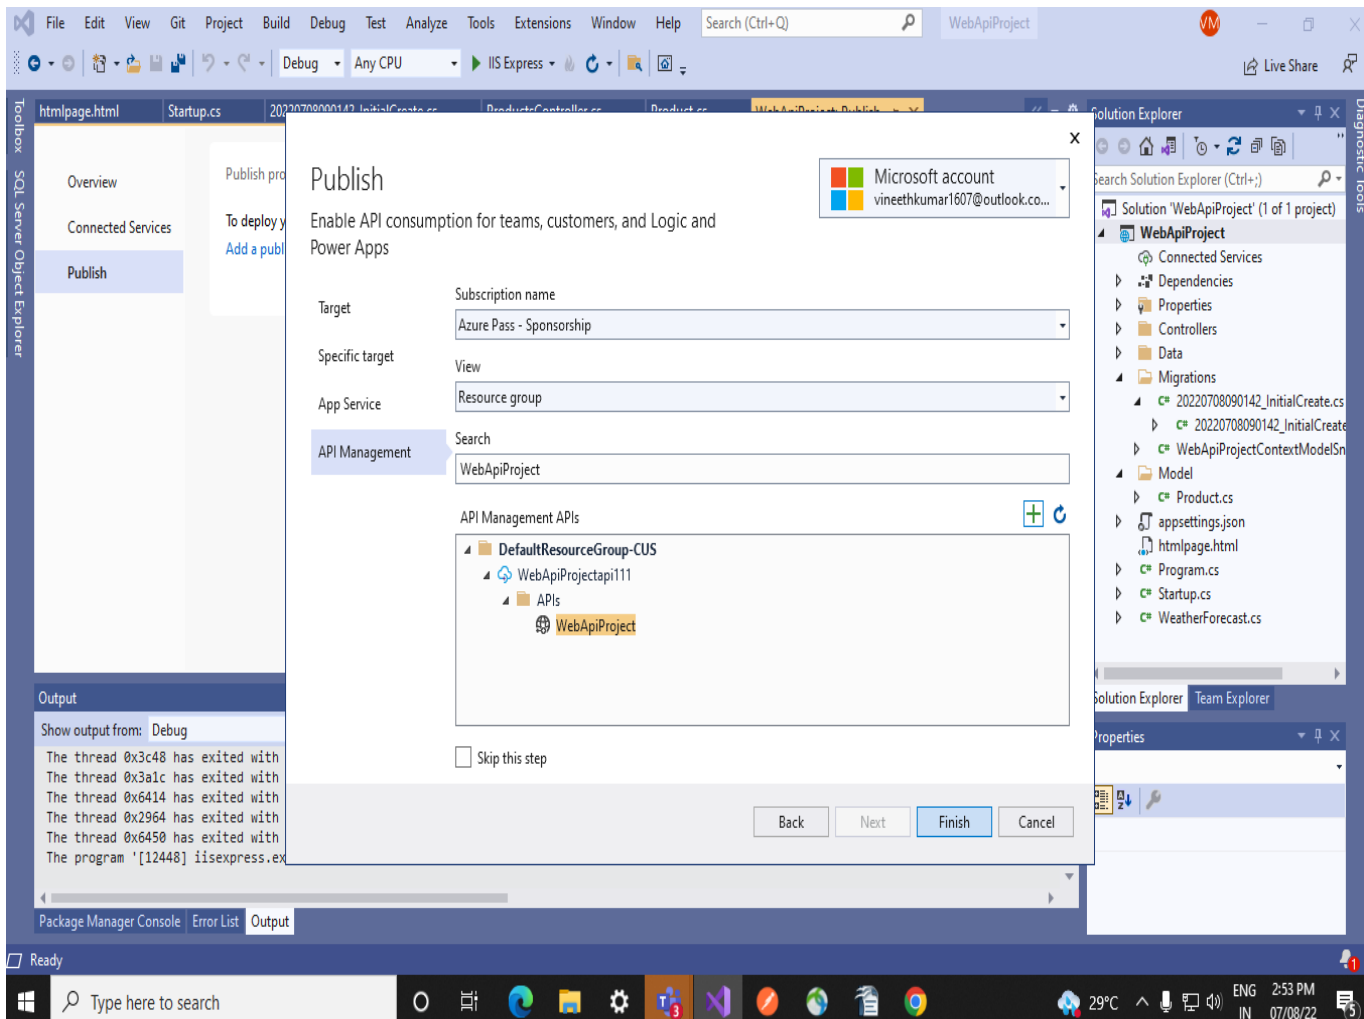 File Edit View Git Project Build Debug Test Analyze Tools Extensions Window Help Search (Ctrl+Q) WebApiProject VM
Debug Any CPU IIS Express Live Share
htmlpage.html Startup.cs 20220708090142_InitialCreate.cs ProductsController.cs Product.cs WebApiProject: Publish
Toolbox
SQL Server Object Explorer
Overview
Connected Services
Publish
Publish pro
To deploy y
Add a publ
x
Publish
Enable API consumption for teams, customers, and Logic and
Power Apps
Microsoft account
vineethkumar1607@outlook.co...
Target
Specific target
App Service
API Management
Subscription name
Azure Pass - Sponsorship
View
Resource group
Search
WebApiProject
API Management APIs
DefaultResourceGroup-CUS
WebApiProjectapi111
APIs
WebApiProject
Skip this step
Back Next Finish Cancel
Solution Explorer
Search Solution Explorer (Ctrl+;)
Solution 'WebApiProject' (1 of 1 project)
WebApiProject
Connected Services
Dependencies
Properties
Controllers
Data
Migrations
C# 20220708090142_InitialCreate.cs
C# 20220708090142_InitialCreate
C# WebApiProjectContextModelSn
Model
C# Product.cs
appsettings.json
htmlpage.html
C# Program.cs
C# Startup.cs
C# WeatherForecast.cs
Solution Explorer Team Explorer
Properties
Diagnostic Tools
Output
Show output from: Debug
The thread 0x3c48 has exited with
The thread 0x3a1c has exited with
The thread 0x6414 has exited with
The thread 0x2964 has exited with
The thread 0x6450 has exited with
The program '[12448] iisexpress.ex
Package Manager Console Error List Output
Ready 1
Type here to search 3 29°C ENG IN 2:53 PM 07/08/22 5